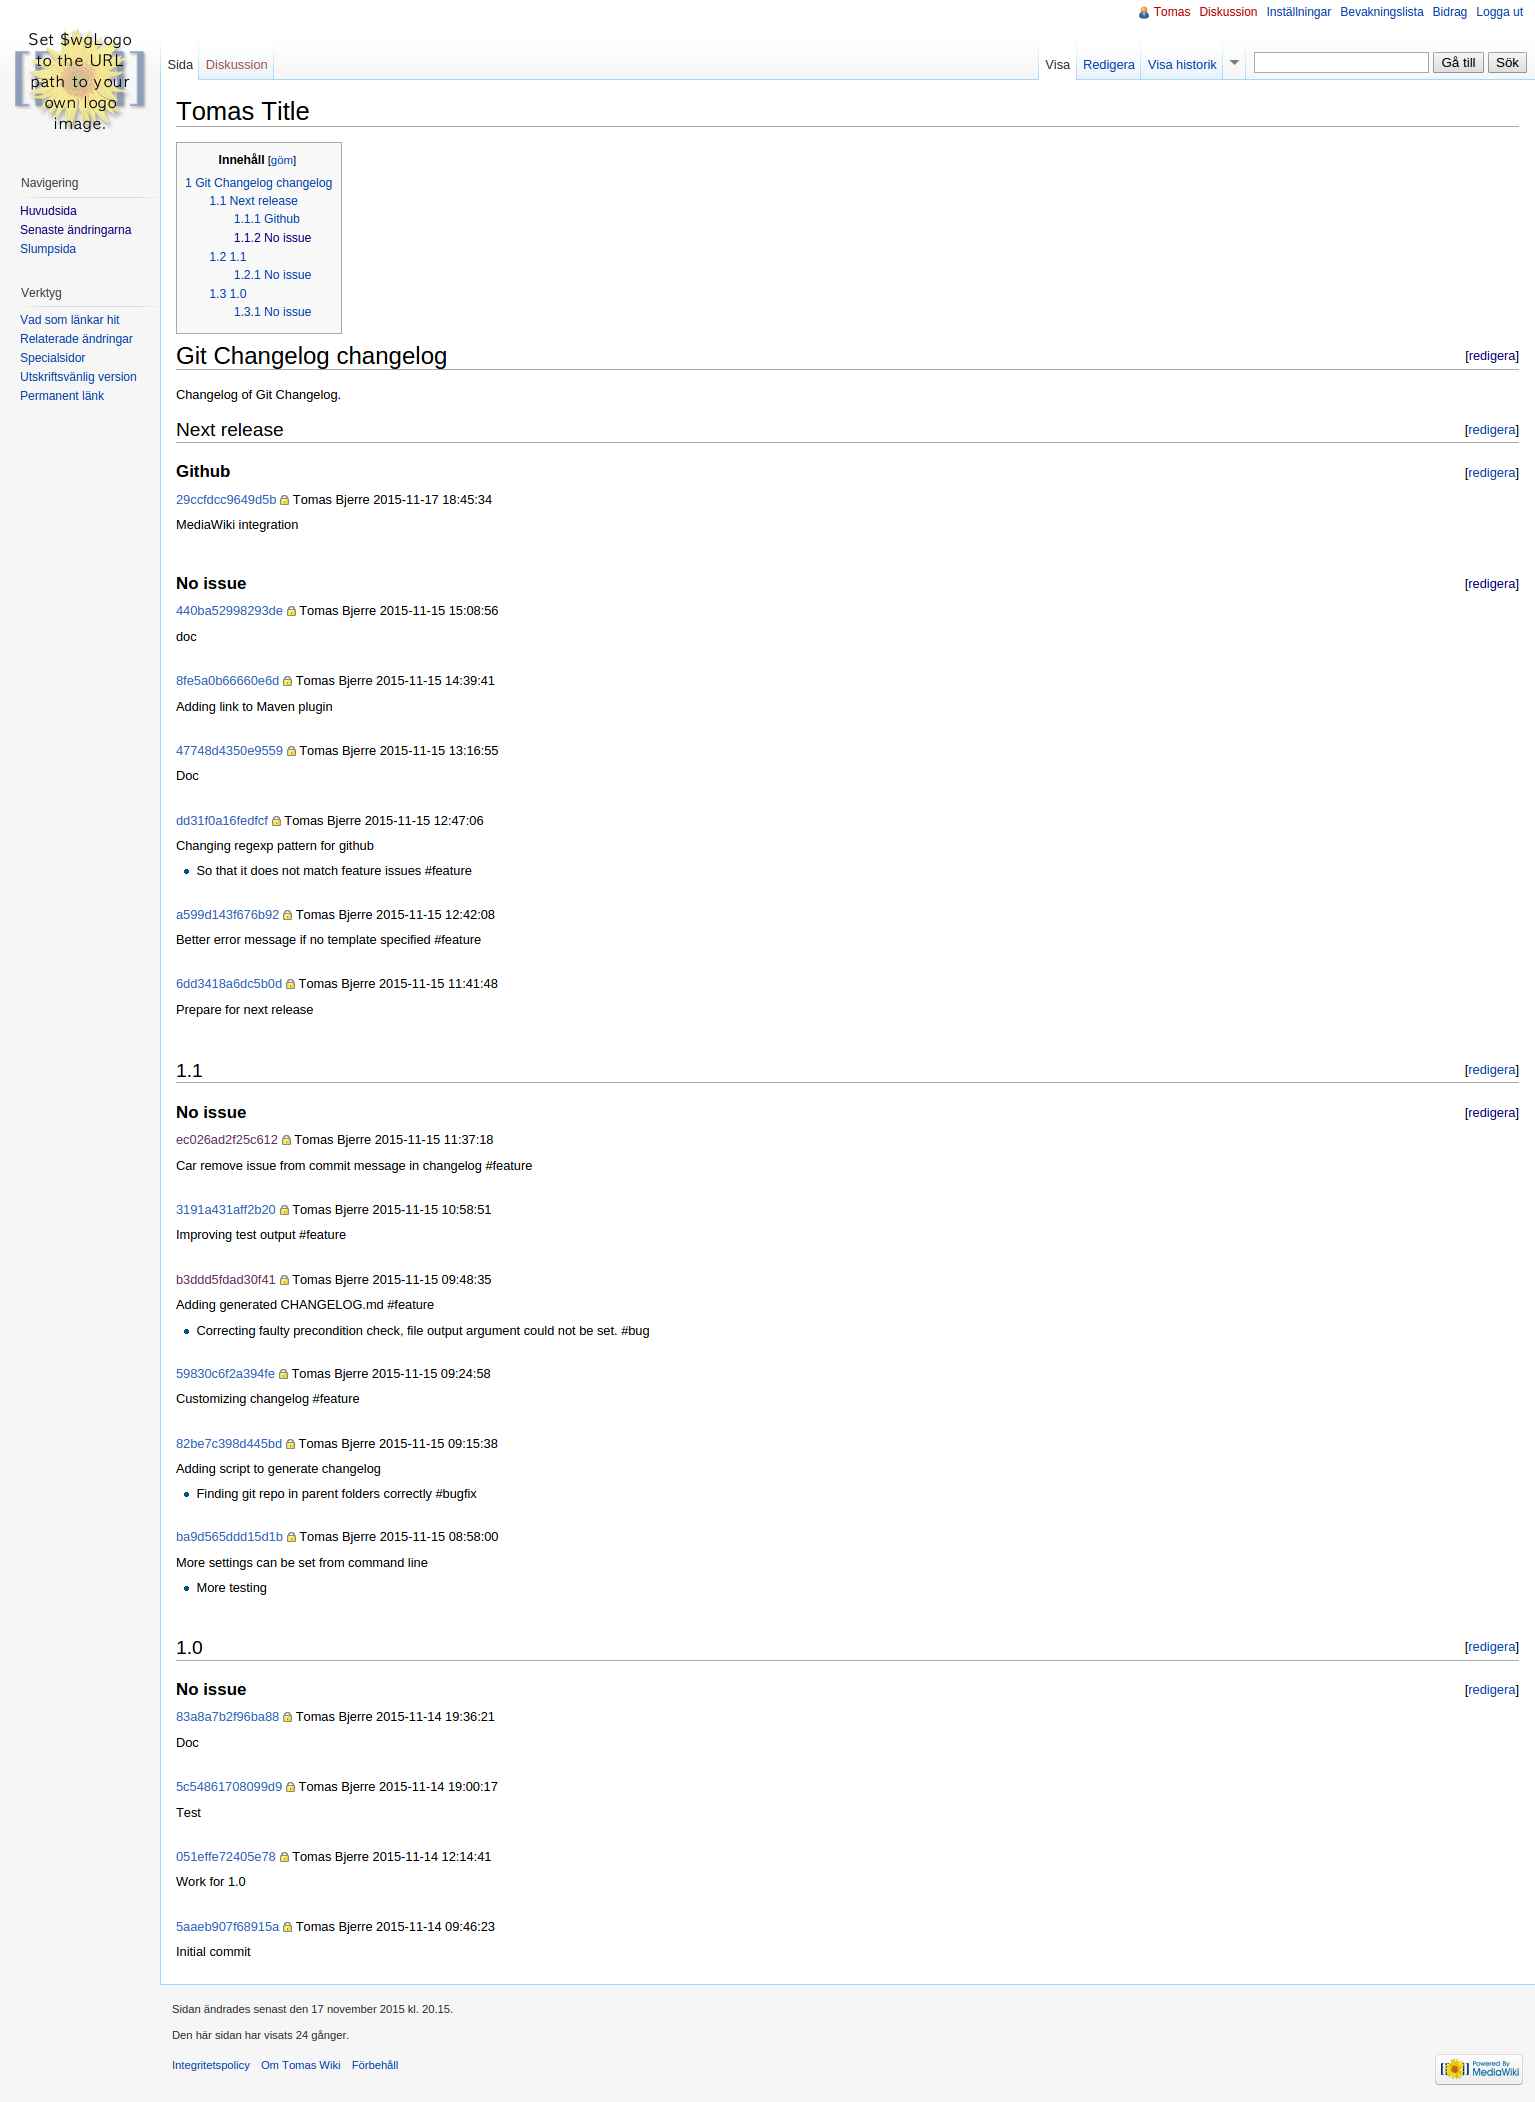 Tomas Diskussion Inställningar Bevakningslista Bidrag Logga ut
Set $wgLogo
to the URL
path to your
own logo
image.
Sida Diskussion Visa Redigera Visa historik Gå till Sök
Navigering
Huvudsida
Senaste ändringarna
Slumpsida
Verktyg
Vad som länkar hit
Relaterade ändringar
Specialsidor
Utskriftsvänlig version
Permanent länk
Tomas Title
Innehåll [göm]
1 Git Changelog changelog
1.1 Next release
1.1.1 Github
1.1.2 No issue
1.2 1.1
1.2.1 No issue
1.3 1.0
1.3.1 No issue
Git Changelog changelog [redigera]
Changelog of Git Changelog.
Next release [redigera]
Github [redigera]
29ccfdcc9649d5b Tomas Bjerre 2015-11-17 18:45:34
MediaWiki integration
No issue [redigera]
440ba52998293de Tomas Bjerre 2015-11-15 15:08:56
doc
8fe5a0b66660e6d Tomas Bjerre 2015-11-15 14:39:41
Adding link to Maven plugin
47748d4350e9559 Tomas Bjerre 2015-11-15 13:16:55
Doc
dd31f0a16fedfcf Tomas Bjerre 2015-11-15 12:47:06
Changing regexp pattern for github
• So that it does not match feature issues #feature
a599d143f676b92 Tomas Bjerre 2015-11-15 12:42:08
Better error message if no template specified #feature
6dd3418a6dc5b0d Tomas Bjerre 2015-11-15 11:41:48
Prepare for next release
1.1 [redigera]
No issue [redigera]
ec026ad2f25c612 Tomas Bjerre 2015-11-15 11:37:18
Car remove issue from commit message in changelog #feature
3191a431aff2b20 Tomas Bjerre 2015-11-15 10:58:51
Improving test output #feature
b3ddd5fdad30f41 Tomas Bjerre 2015-11-15 09:48:35
Adding generated CHANGELOG.md #feature
• Correcting faulty precondition check, file output argument could not be set. #bug
59830c6f2a394fe Tomas Bjerre 2015-11-15 09:24:58
Customizing changelog #feature
82be7c398d445bd Tomas Bjerre 2015-11-15 09:15:38
Adding script to generate changelog
• Finding git repo in parent folders correctly #bugfix
ba9d565ddd15d1b Tomas Bjerre 2015-11-15 08:58:00
More settings can be set from command line
• More testing
1.0 [redigera]
No issue [redigera]
83a8a7b2f96ba88 Tomas Bjerre 2015-11-14 19:36:21
Doc
5c54861708099d9 Tomas Bjerre 2015-11-14 19:00:17
Test
051effe72405e78 Tomas Bjerre 2015-11-14 12:14:41
Work for 1.0
5aaeb907f68915a Tomas Bjerre 2015-11-14 09:46:23
Initial commit
Sidan ändrades senast den 17 november 2015 kl. 20.15.
Den här sidan har visats 24 gånger.
Integritetspolicy Om Tomas Wiki Förbehåll
Powered By
MediaWiki